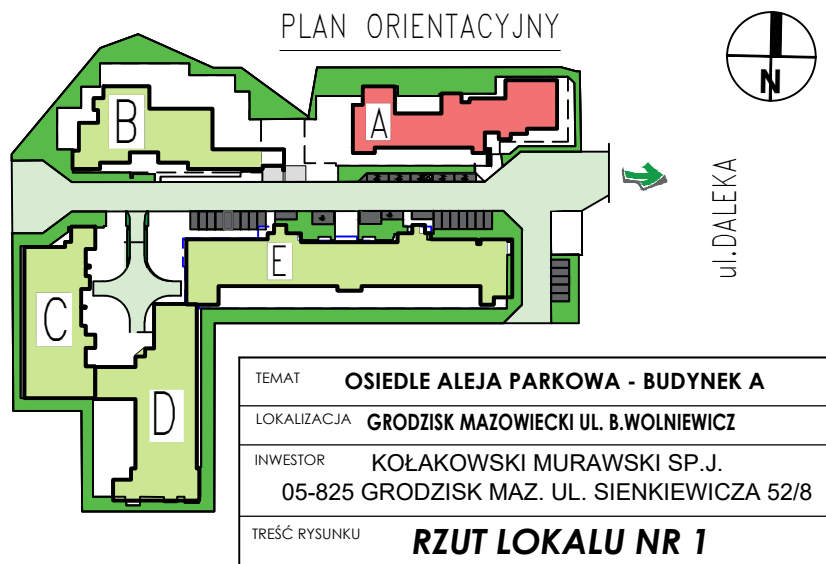 PLAN ORIENTACYJNY
N
B
A
ul.DALEKA
E
C
D
TEMAT OSIEDLE ALEJA PARKOWA - BUDYNEK A
LOKALIZACJA GRODZISK MAZOWIECKI UL. B.WOLNIEWICZ
INWESTOR KOŁAKOWSKI MURAWSKI SP.J.
05-825 GRODZISK MAZ. UL. SIENKIEWICZA 52/8
TREŚĆ RYSUNKU RZUT LOKALU NR 1